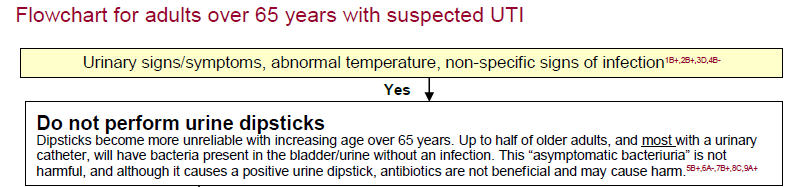 Flowchart for adults over 65 years with suspected UTI
Urinary signs/symptoms, abnormal temperature, non-specific signs of infection1B+,2B+,3D,4B-
Yes
Do not perform urine dipsticks
Dipsticks become more unreliable with increasing age over 65 years. Up to half of older adults, and most with a urinary
catheter, will have bacteria present in the bladder/urine without an infection. This “asymptomatic bacteriuria” is not
harmful, and although it causes a positive urine dipstick, antibiotics are not beneficial and may cause harm.5B+,6A-,7B+,8C,9A+